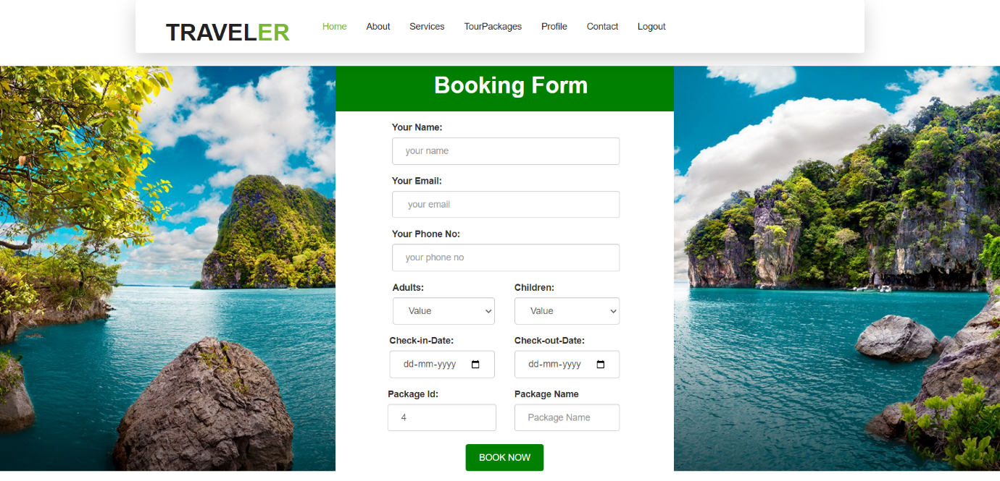 TRAVELER
Home About Services TourPackages Profile Contact Logout
Booking Form
Your Name:
your name
Your Email:
your email
Your Phone No:
your phone no
Adults: Children:
Value Value
Check-in-Date: Check-out-Date:
dd-mm-yyyy dd-mm-yyyy
Package Id: Package Name
4 Package Name
BOOK NOW